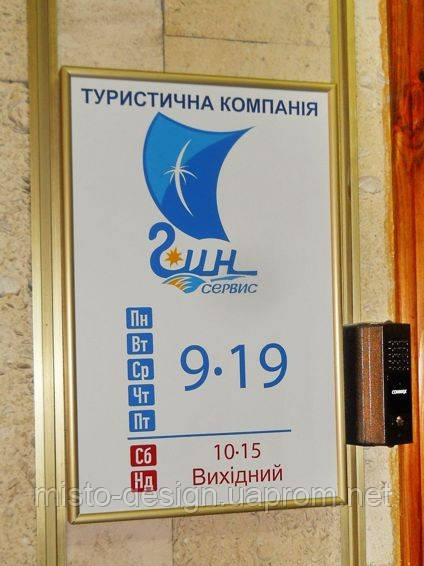 ТУРИСТИЧНА КОМПАНІЯ
Гин
сервис
Пн
Вт
Ср
Чт
Пт
9·19
Сб 10·15
Нд Вихідний
COMMAX
misto-design.uaprom.net